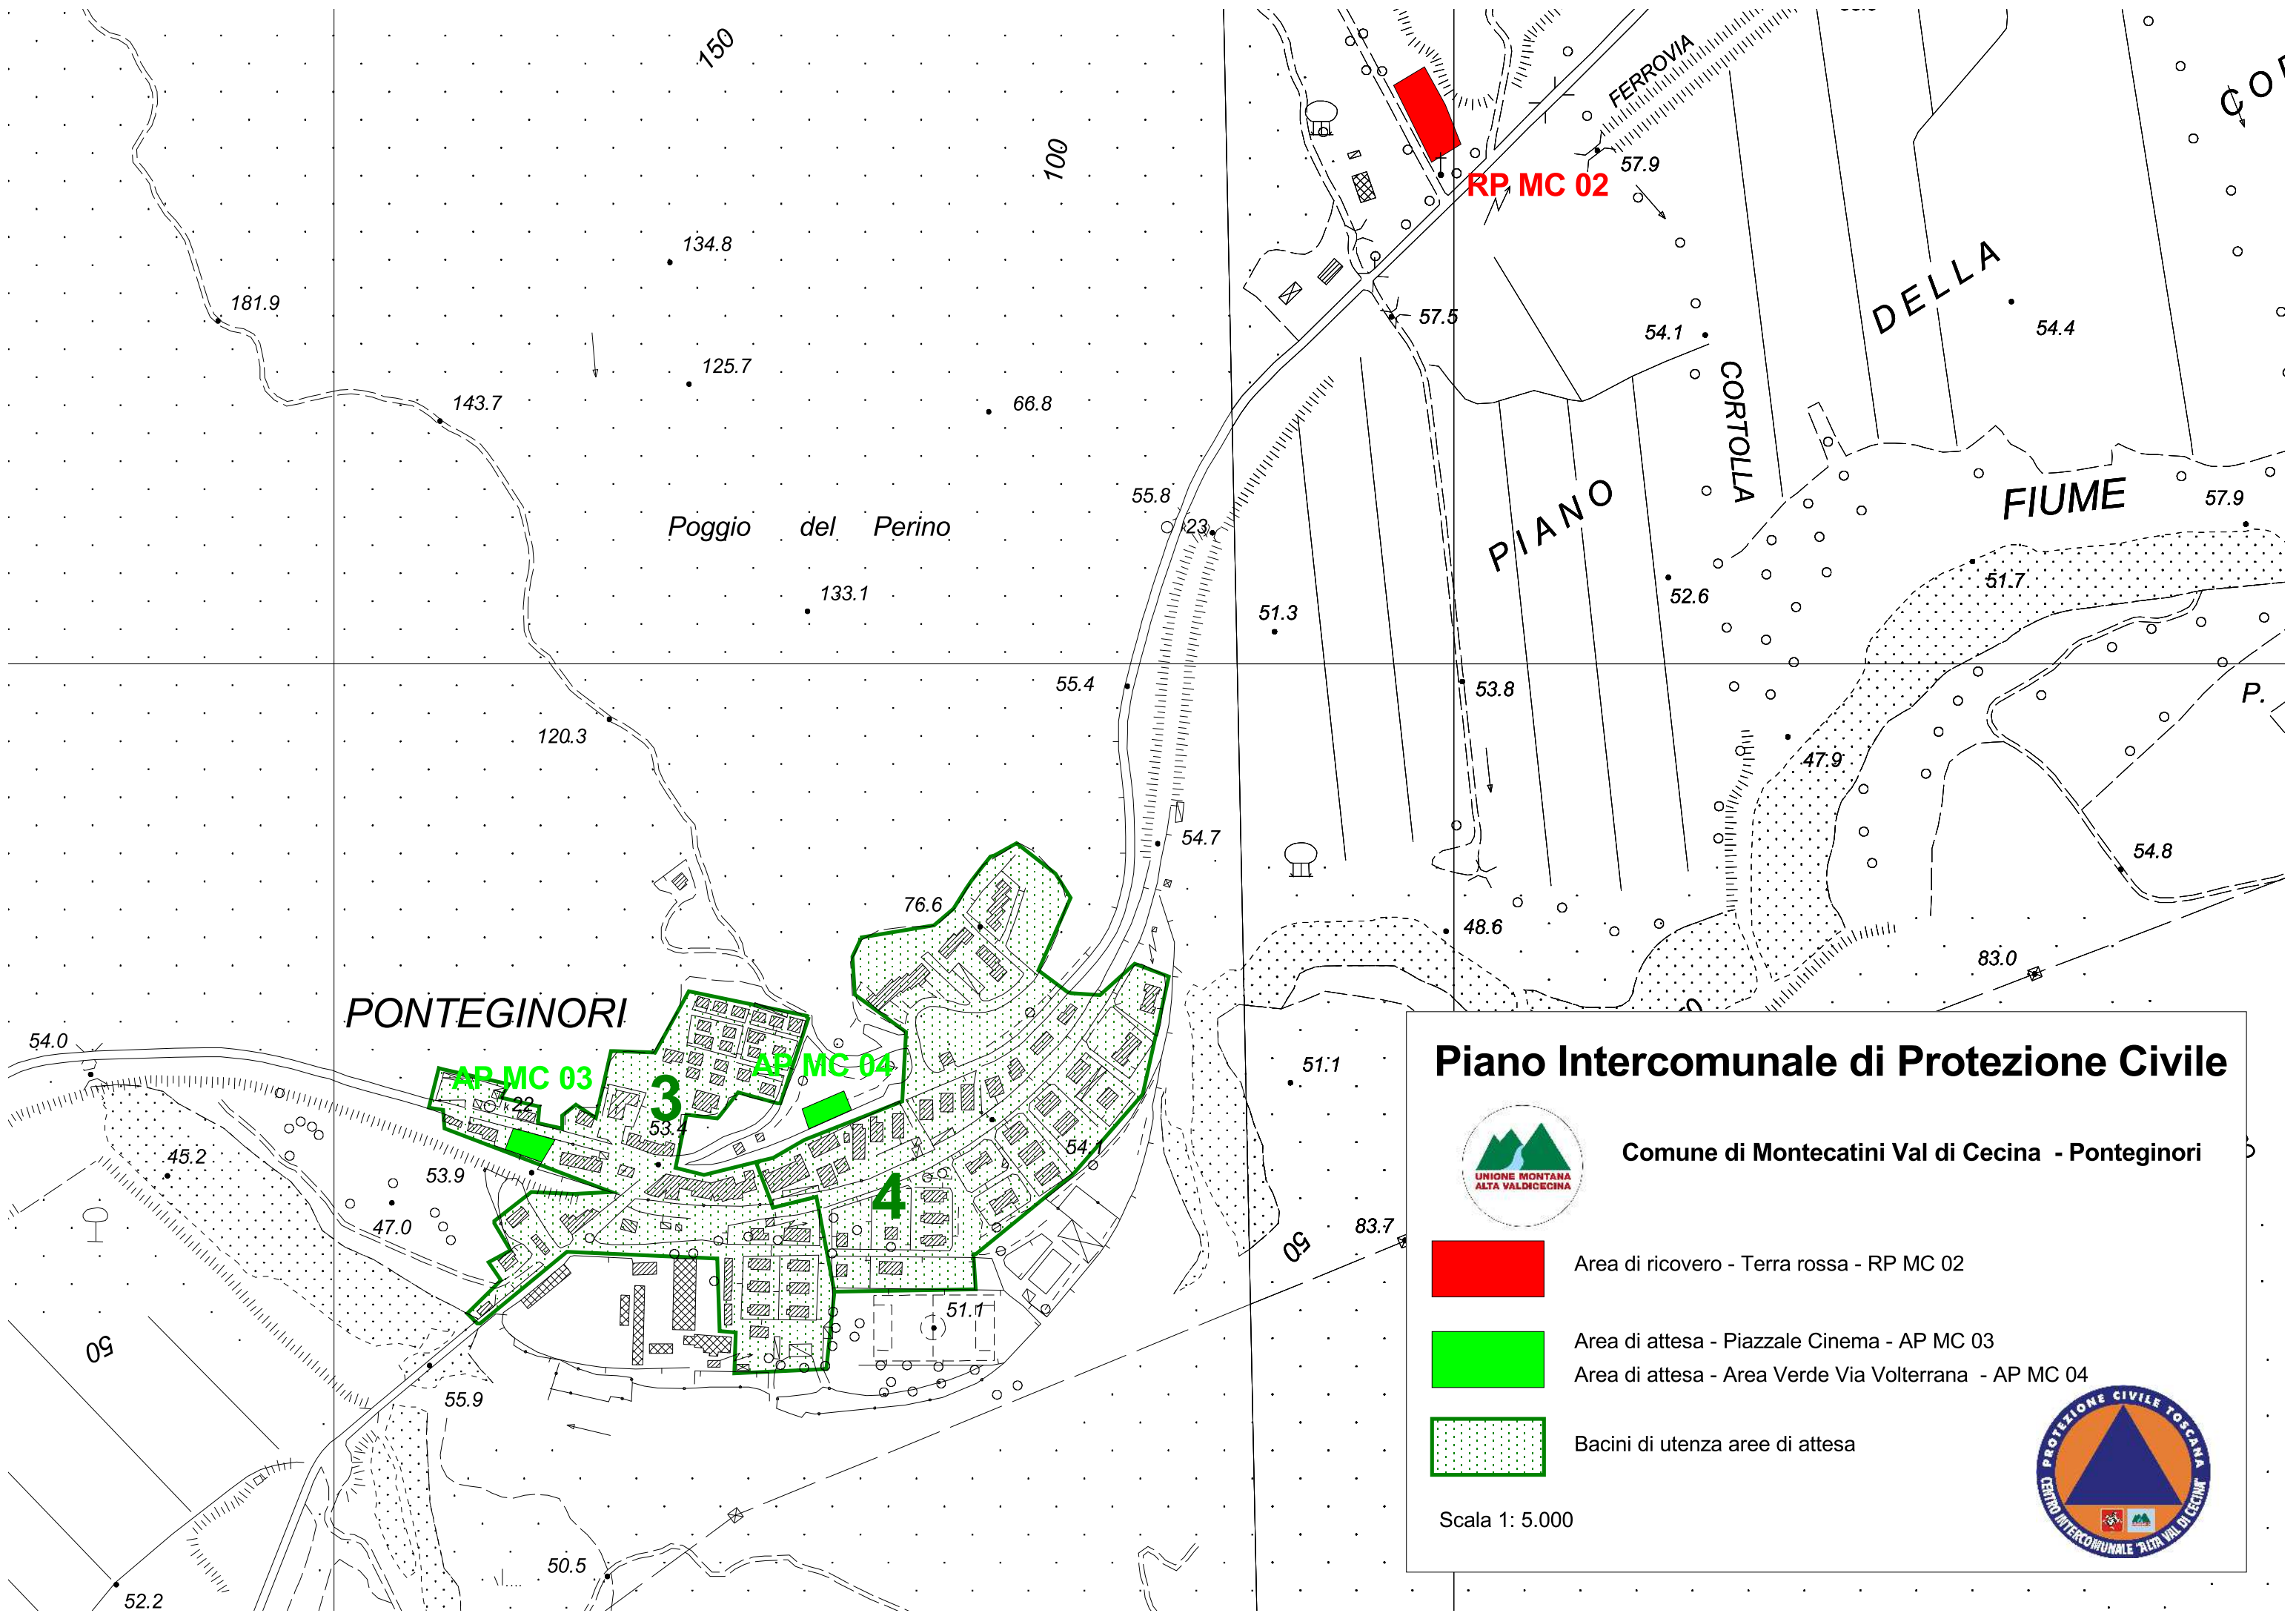 150
FERROVIA
57.9
RP MC 02
100
134.8
DELLA
181.9
57.5
54.1
54.4
125.7
143.7
66.8
CORTOLLA
55.8
23
PIANO
FIUME
57.9
Poggio del Perino
133.1
51.3
52.6
51.7
55.4
53.8
P.
120.3
47.9
54.7
54.8
76.6
48.6
83.0
PONTEGINORI
54.0
AP MC 03
AP MC 04
3
22
53.4
54.1
51.1
45.2
53.9
47.0
4
83.7
50
51.1
50
55.9
50.5
52.2
Piano Intercomunale di Protezione Civile
UNIONE MONTANA
ALTA VALDICECINA
Comune di Montecatini Val di Cecina - Ponteginori
Area di ricovero - Terra rossa - RP MC 02
Area di attesa - Piazzale Cinema - AP MC 03
Area di attesa - Area Verde Via Volterrana - AP MC 04
Bacini di utenza aree di attesa
Scala 1: 5.000
PROTEZIONE CIVILE TOSCANA
CENTRO INTERCOMUNALE "ALTA VAL DI CECINA"